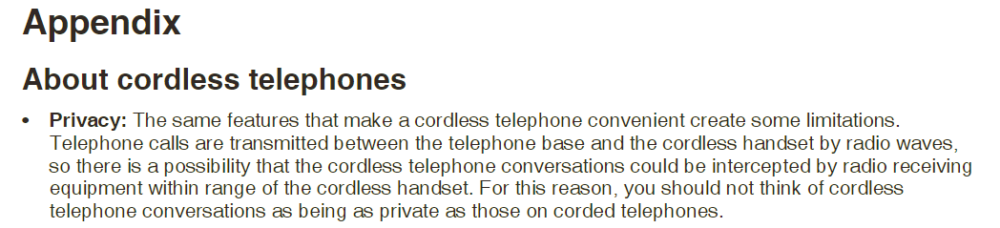 Appendix
About cordless telephones
• Privacy: The same features that make a cordless telephone convenient create some limitations.
Telephone calls are transmitted between the telephone base and the cordless handset by radio waves,
so there is a possibility that the cordless telephone conversations could be intercepted by radio receiving
equipment within range of the cordless handset. For this reason, you should not think of cordless
telephone conversations as being as private as those on corded telephones.